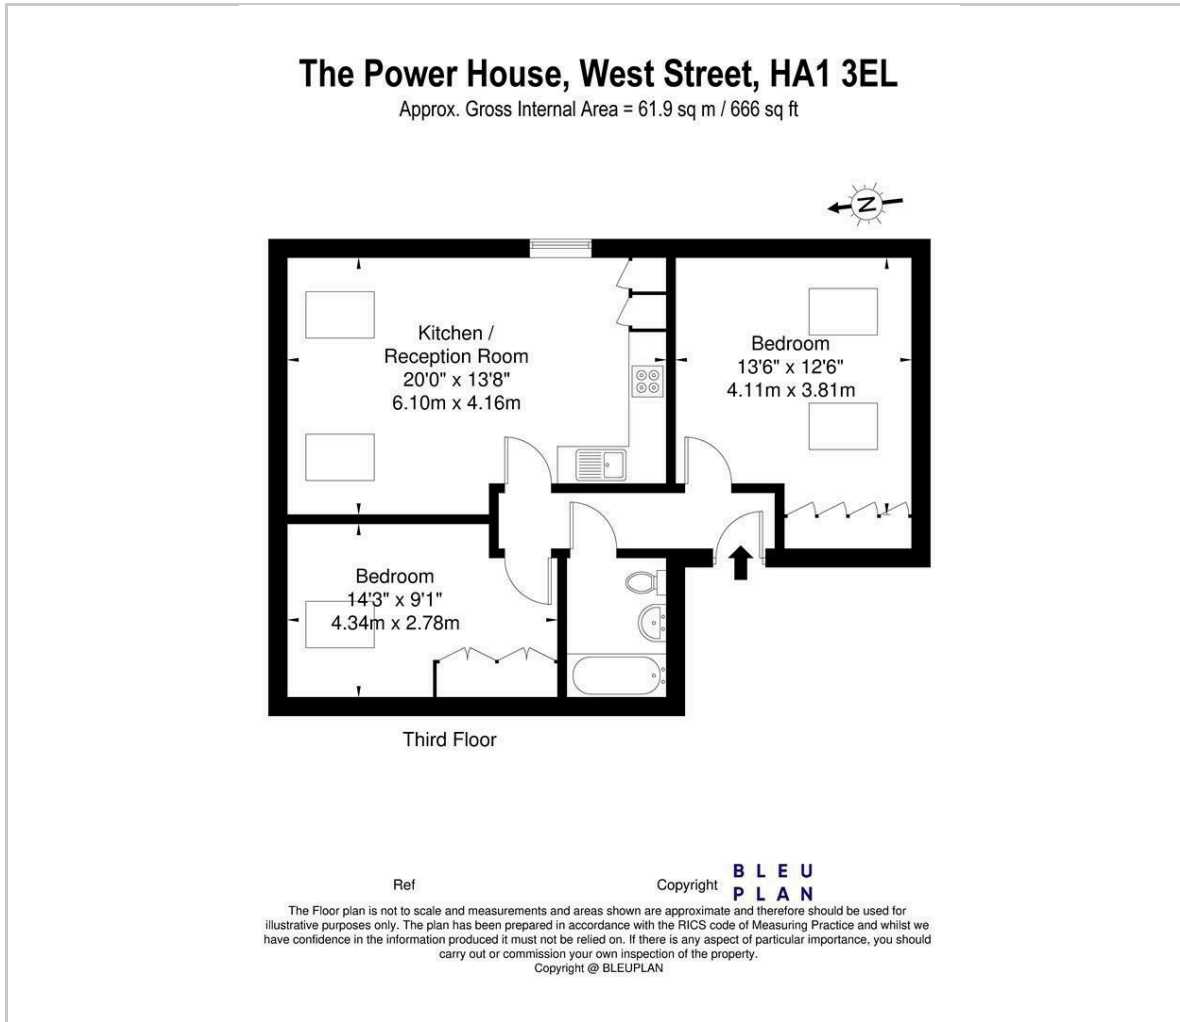 The Power House, West Street, HA1 3EL
Approx. Gross Internal Area = 61.9 sq m / 666 sq ft
N
Kitchen /
Reception Room
20'0" x 13'8"
6.10m x 4.16m
Bedroom
13'6" x 12'6"
4.11m x 3.81m
Bedroom
14'3" x 9'1"
4.34m x 2.78m
Third Floor
Ref
Copyright
BLEU
PLAN
The Floor plan is not to scale and measurements and areas shown are approximate and therefore should be used for
illustrative purposes only. The plan has been prepared in accordance with the RICS code of Measuring Practice and whilst we
have confidence in the information produced it must not be relied on. If there is any aspect of particular importance, you should
carry out or commission your own inspection of the property.
Copyright @ BLEUPLAN